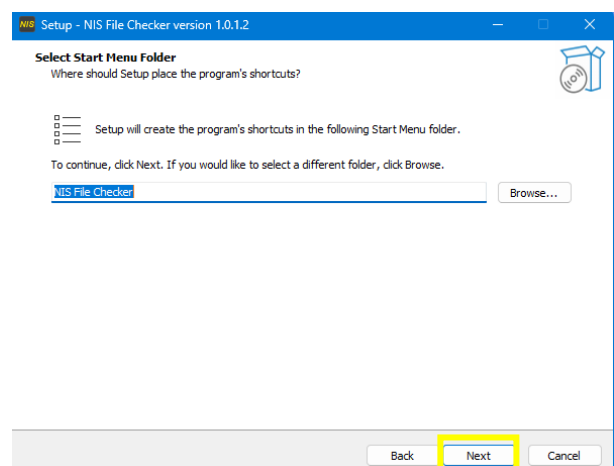 NIS Setup - NIS File Checker version 1.0.1.2
Select Start Menu Folder
Where should Setup place the program's shortcuts?
Setup will create the program's shortcuts in the following Start Menu folder.
To continue, click Next. If you would like to select a different folder, click Browse.
NIS File Checker Browse...
Back Next Cancel